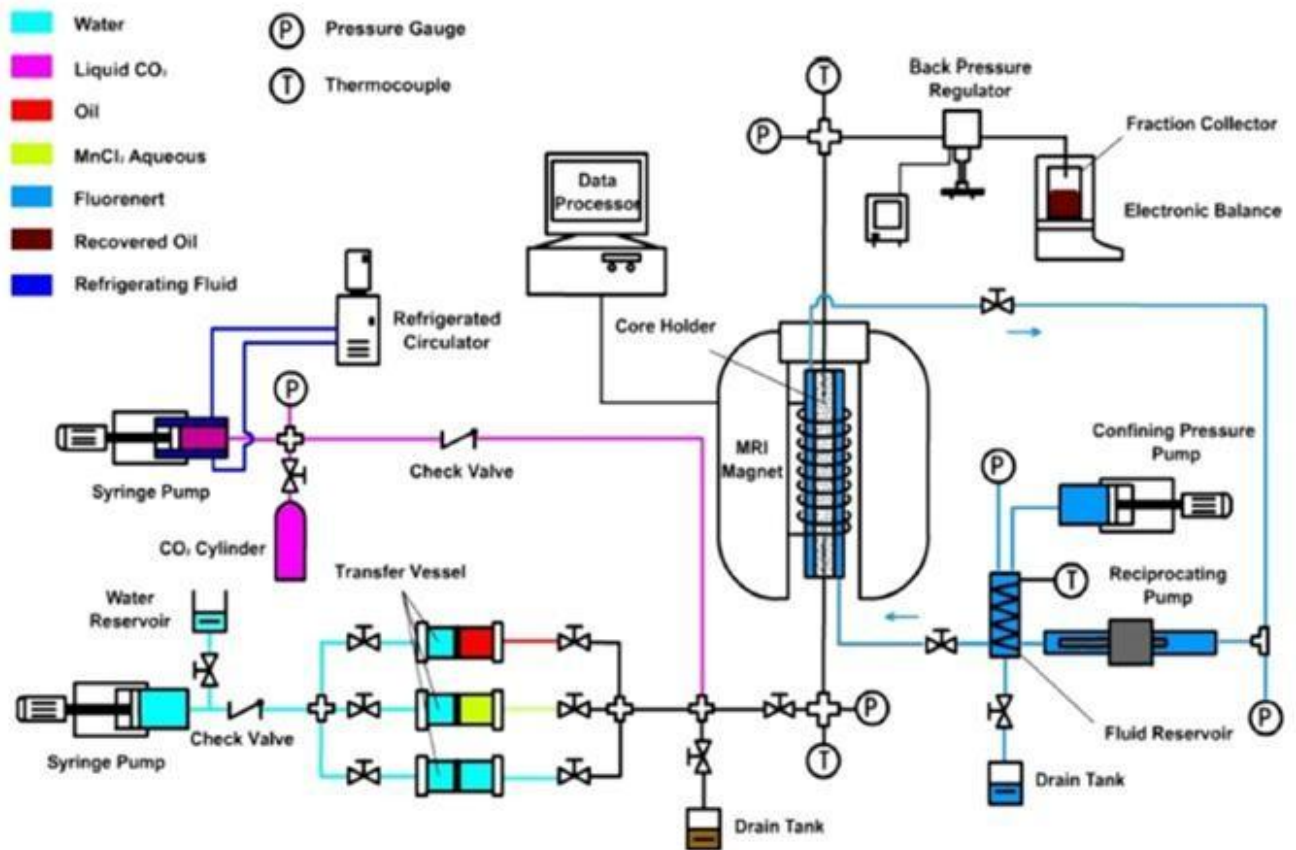 Water
Liquid CO₂
Oil
MnCl₂ Aqueous
Fluorenert
Recovered Oil
Refrigerating Fluid
P
Pressure Gauge
T
Thermocouple
T
P
Back Pressure
Regulator
Fraction Collector
Electronic Balance
Data
Processor
Core Holder
Refrigerated
Circulator
P
Syringe Pump
Check Valve
CO₂ Cylinder
MRI
Magnet
Confining Pressure
Pump
P
T
Reciprocating
Pump
Transfer Vessel
Water
Reservoir
Check Valve
Syringe Pump
P
T
Drain Tank
P
Fluid Reservoir
Drain Tank